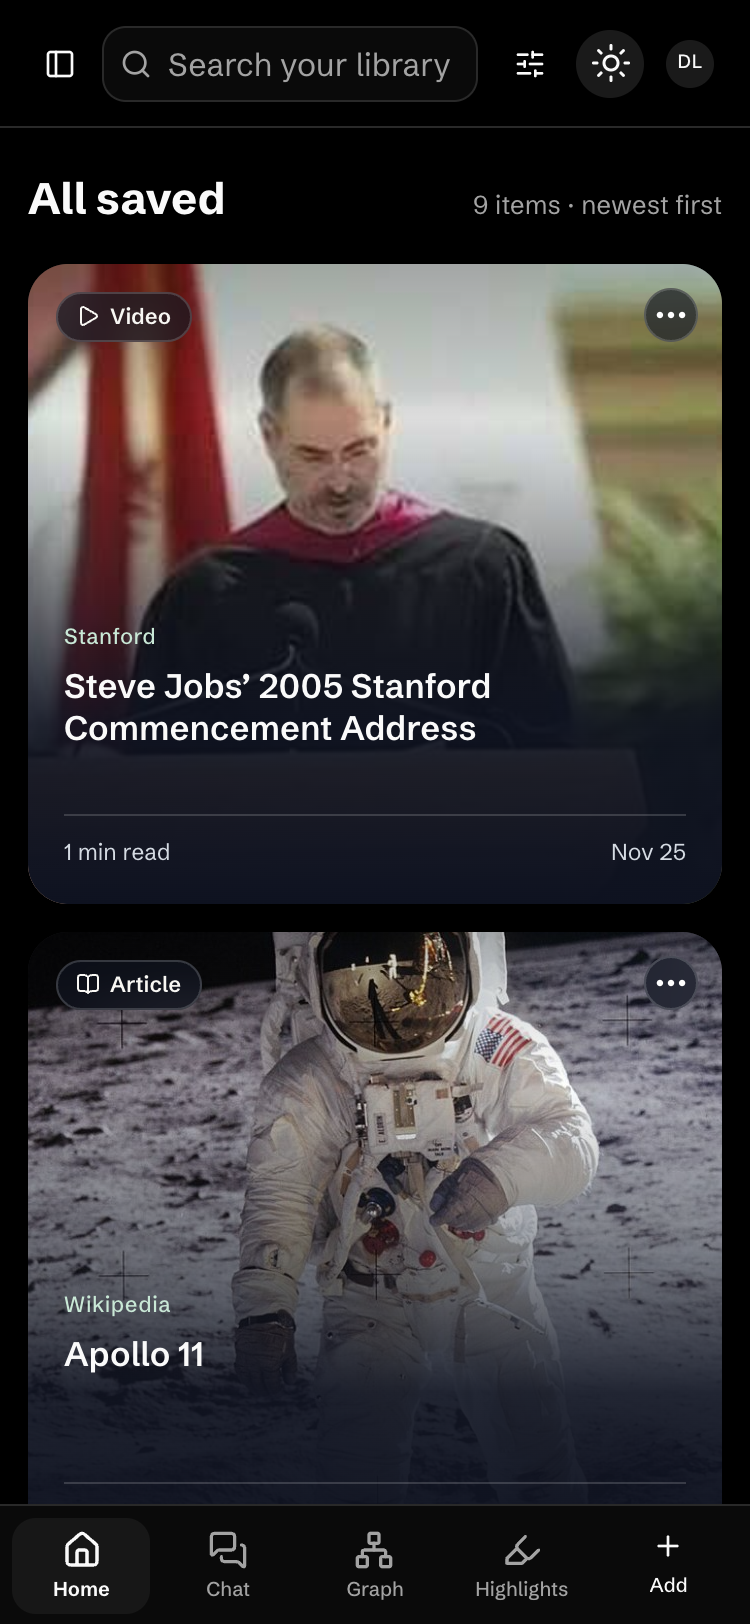 Search your library
DL
All saved
9 items · newest first
Video
Stanford
Steve Jobs’ 2005 Stanford
Commencement Address
1 min read
Nov 25
Article
Wikipedia
Apollo 11
Home
Chat
Graph
Highlights
Add